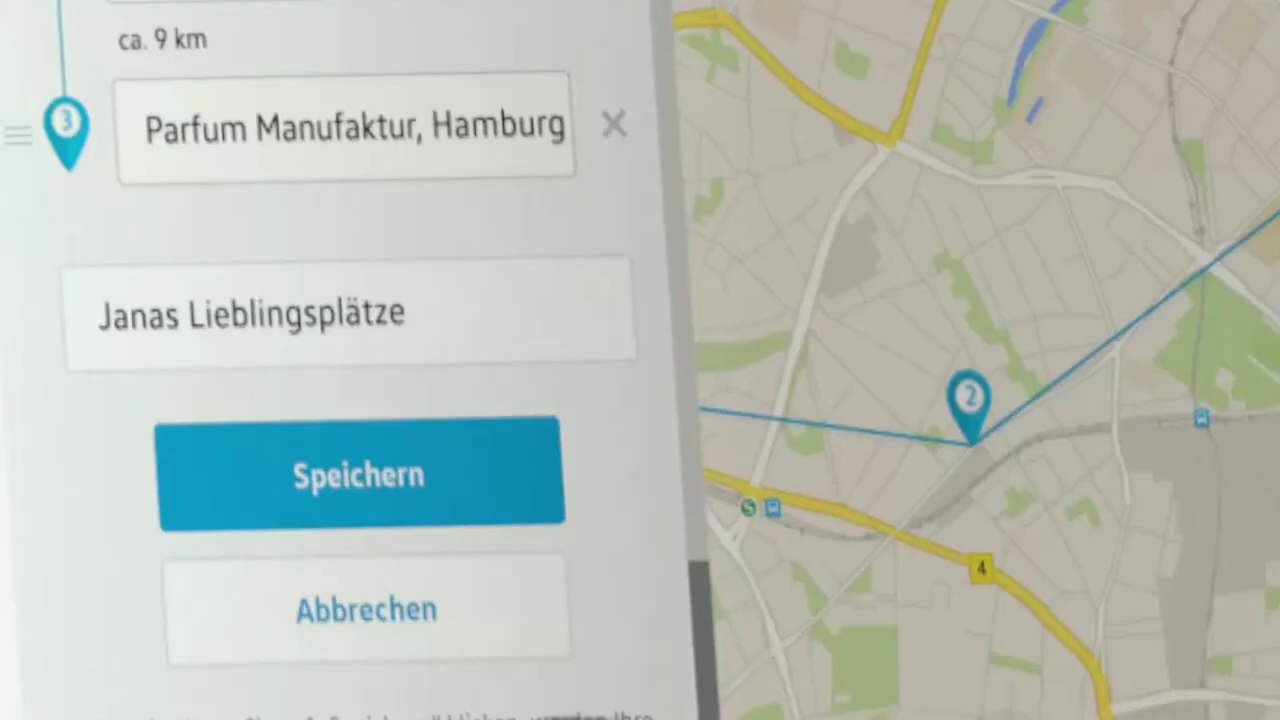 ca. 9 km
3
Parfum Manufaktur, Hamburg
Janas Lieblingsplätze
Speichern
Abbrechen
2
S
4